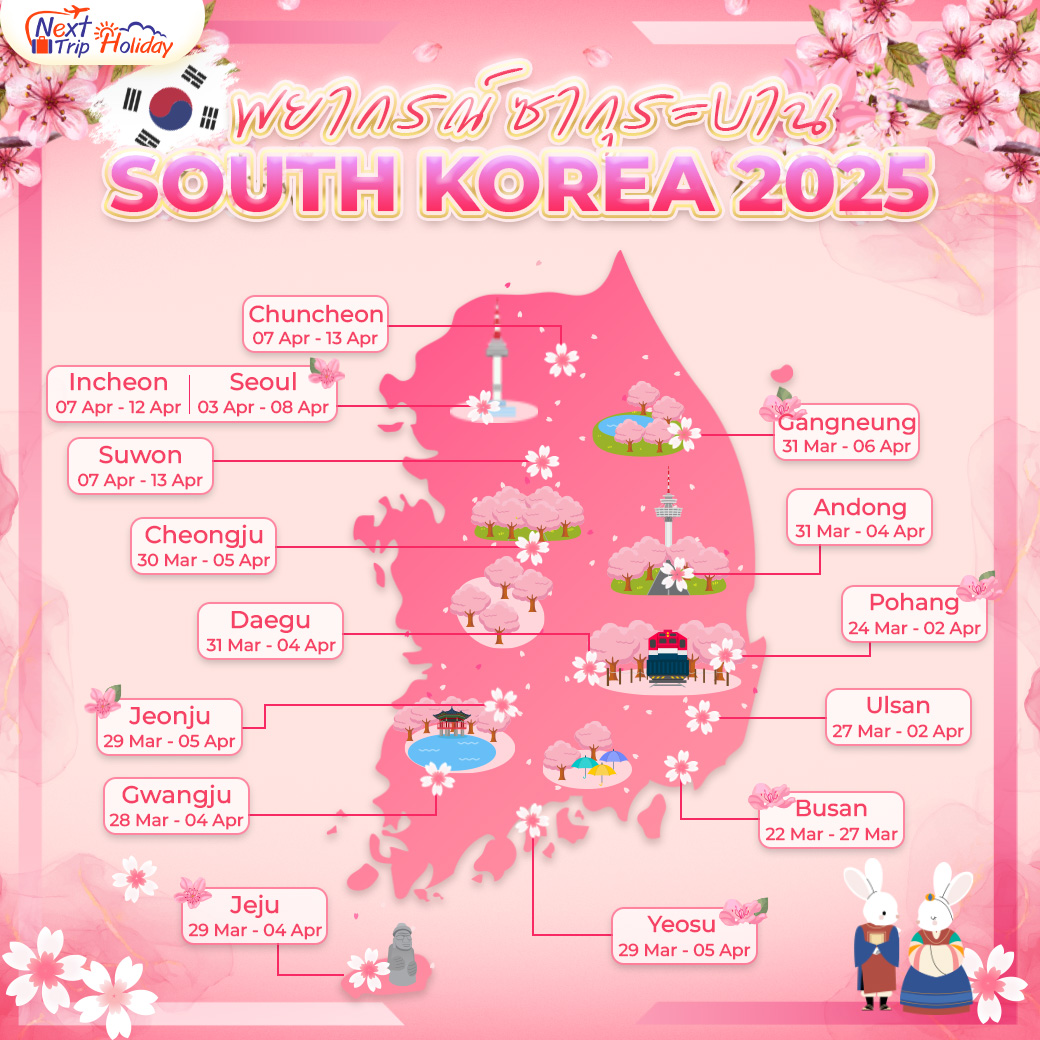 Next
Trip Holiday
พยากรณ์ ซากุระบาน
SOUTH KOREA 2025
Chuncheon
07 Apr - 13 Apr
Incheon
07 Apr - 12 Apr
Seoul
03 Apr - 08 Apr
Gangneung
31 Mar - 06 Apr
Suwon
07 Apr - 13 Apr
Andong
31 Mar - 04 Apr
Cheongju
30 Mar - 05 Apr
Pohang
24 Mar - 02 Apr
Daegu
31 Mar - 04 Apr
Ulsan
27 Mar - 02 Apr
Jeonju
29 Mar - 05 Apr
Gwangju
28 Mar - 04 Apr
Busan
22 Mar - 27 Mar
Jeju
29 Mar - 04 Apr
Yeosu
29 Mar - 05 Apr